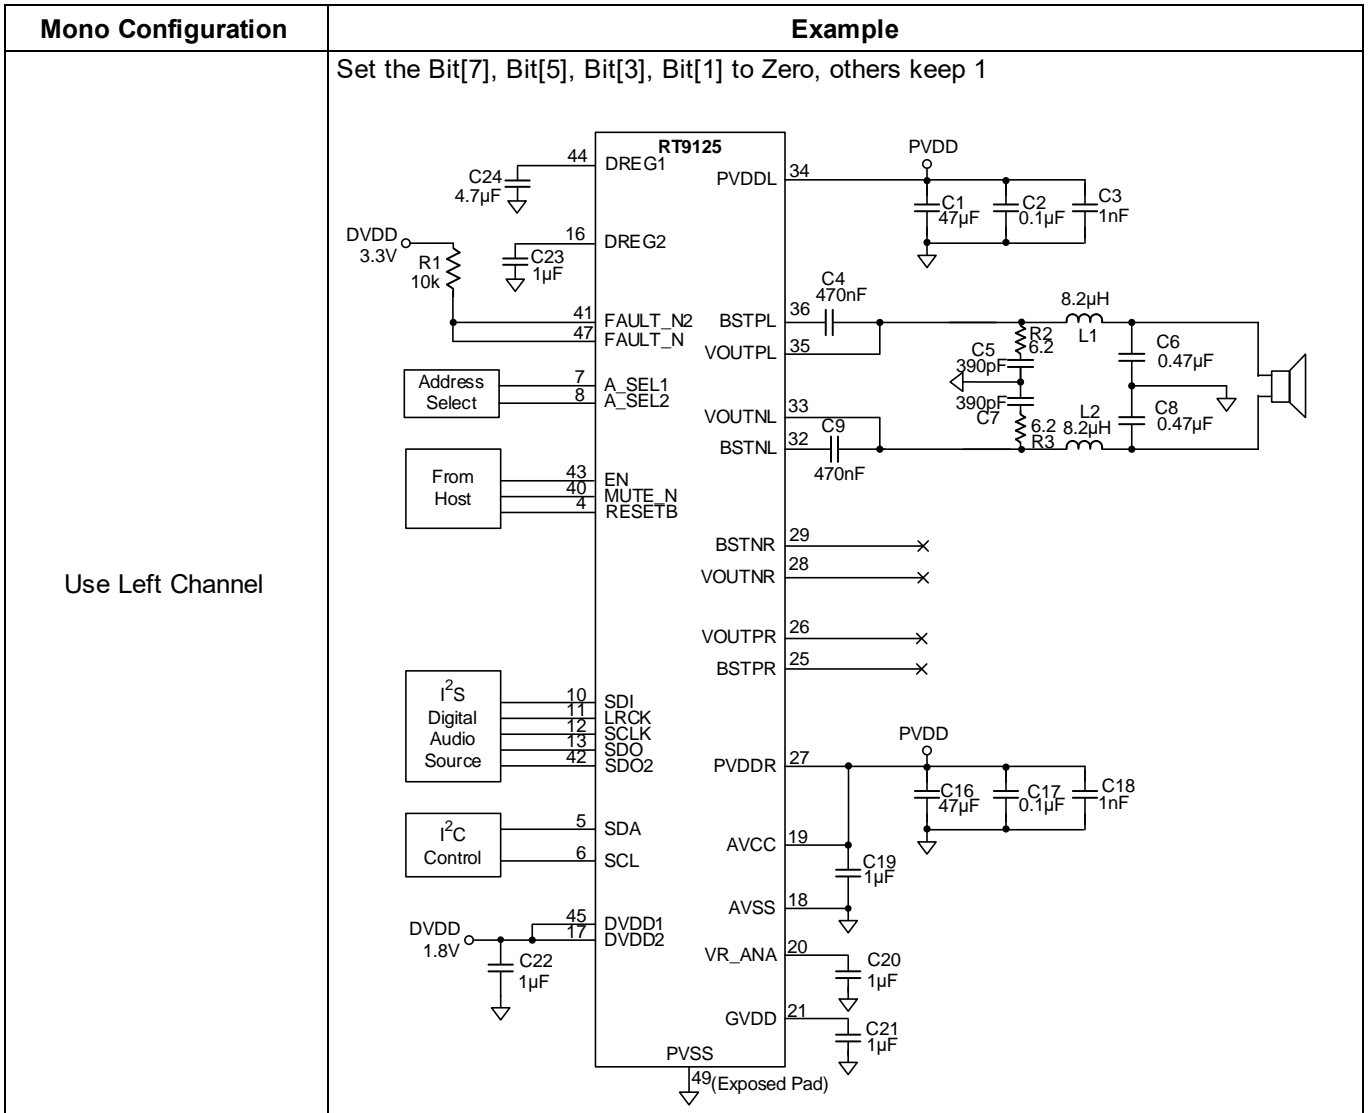 Mono Configuration
Example
Use Left Channel
Set the Bit[7], Bit[5], Bit[3], Bit[1] to Zero, others keep 1
RT9125
44 DREG1
C24
4.7µF
16 DREG2
C23
1µF
DVDD
3.3V
R1
10k
41 FAULT_N2
47 FAULT_N
Address
Select
7 A_SEL1
8 A_SEL2
From
Host
43 EN
40 MUTE_N
4 RESETB
I2S
Digital
Audio
Source
10 SDI
11 LRCK
12 SCLK
13 SDO
42 SDO2
I2C
Control
5 SDA
6 SCL
DVDD
1.8V
45 DVDD1
17 DVDD2
C22
1µF
PVSS
49 (Exposed Pad)
PVDDL 34
PVDD
C1
47µF
C2
0.1µF
C3
1nF
C4
470nF
BSTPL 36
VOUTPL 35
VOUTNL 33
BSTNL 32
C9
470nF
R2
6.2
C5
390pF
390pF
C7
6.2
R3
8.2µH
L1
L2
8.2µH
C6
0.47µF
C8
0.47µF
BSTNR 29
VOUTNR 28
VOUTPR 26
BSTPR 25
PVDDR 27
PVDD
C16
47µF
C17
0.1µF
C18
1nF
AVCC 19
C19
1µF
AVSS 18
VR_ANA 20
C20
1µF
GVDD 21
C21
1µF